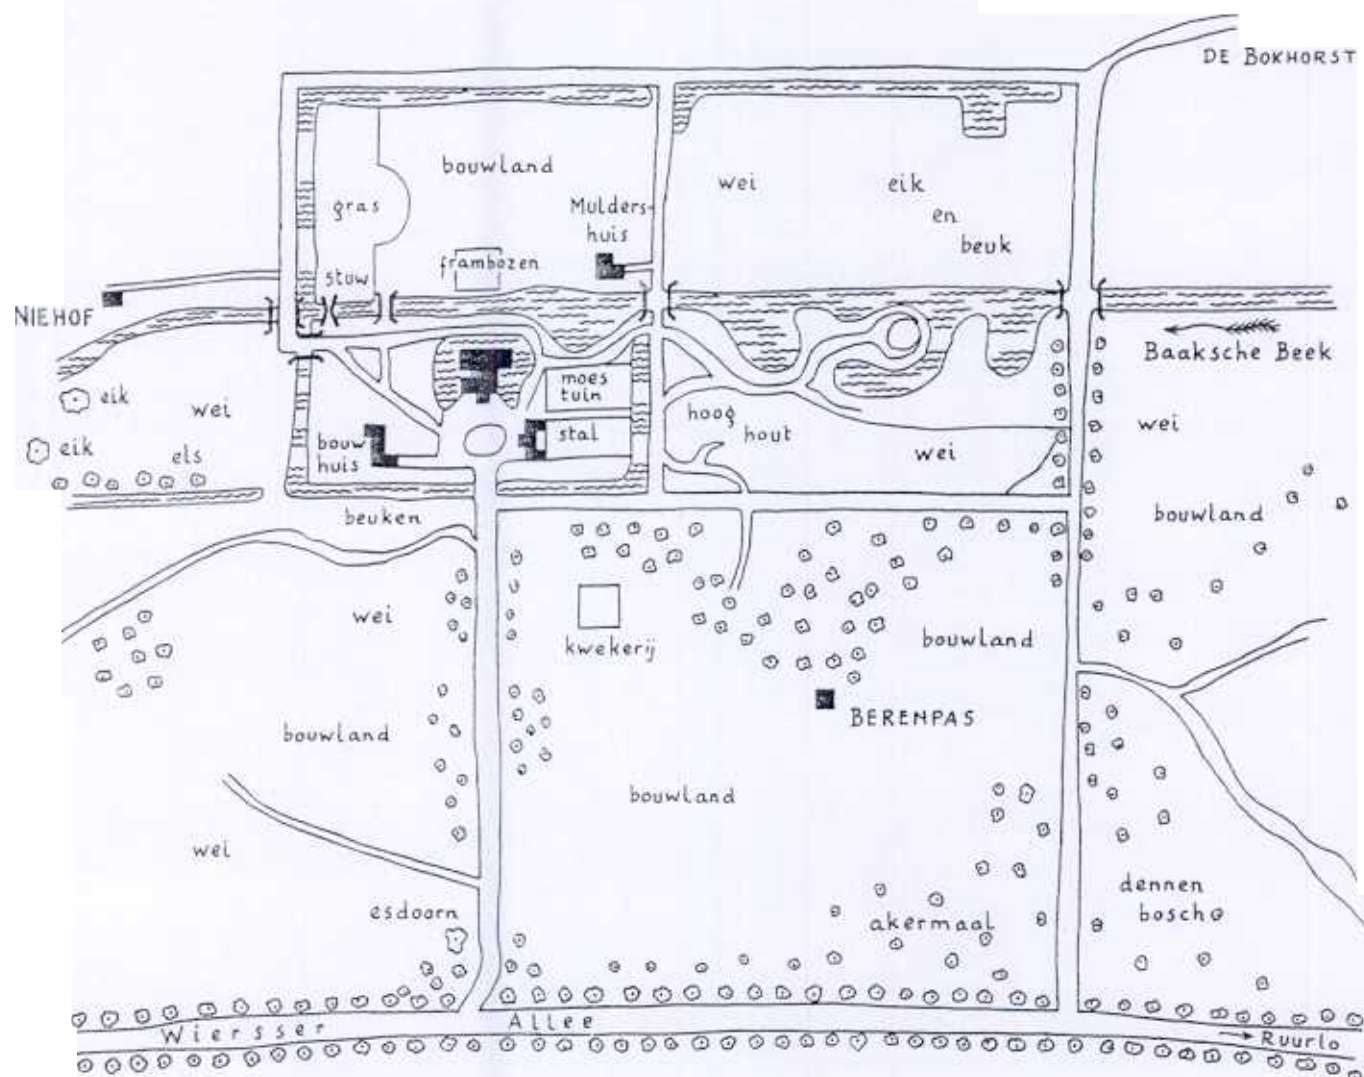 DE BOKHORST
bouwland
wei
eik
en
beuk
gras
Mulders-
huis
frambozen
stuw
NIEHOF
Baaksche Beek
eik
wei
eik
els
moes
tuin
hoog
hout
wei
wei
bouw
huis
stal
beuken
bouwland
wei
kwekerij
bouwland
BERENPAS
bouwland
bouwland
wei
dennen
bosch
esdoorn
akermaal
Wiersser Allee
Ruurlo